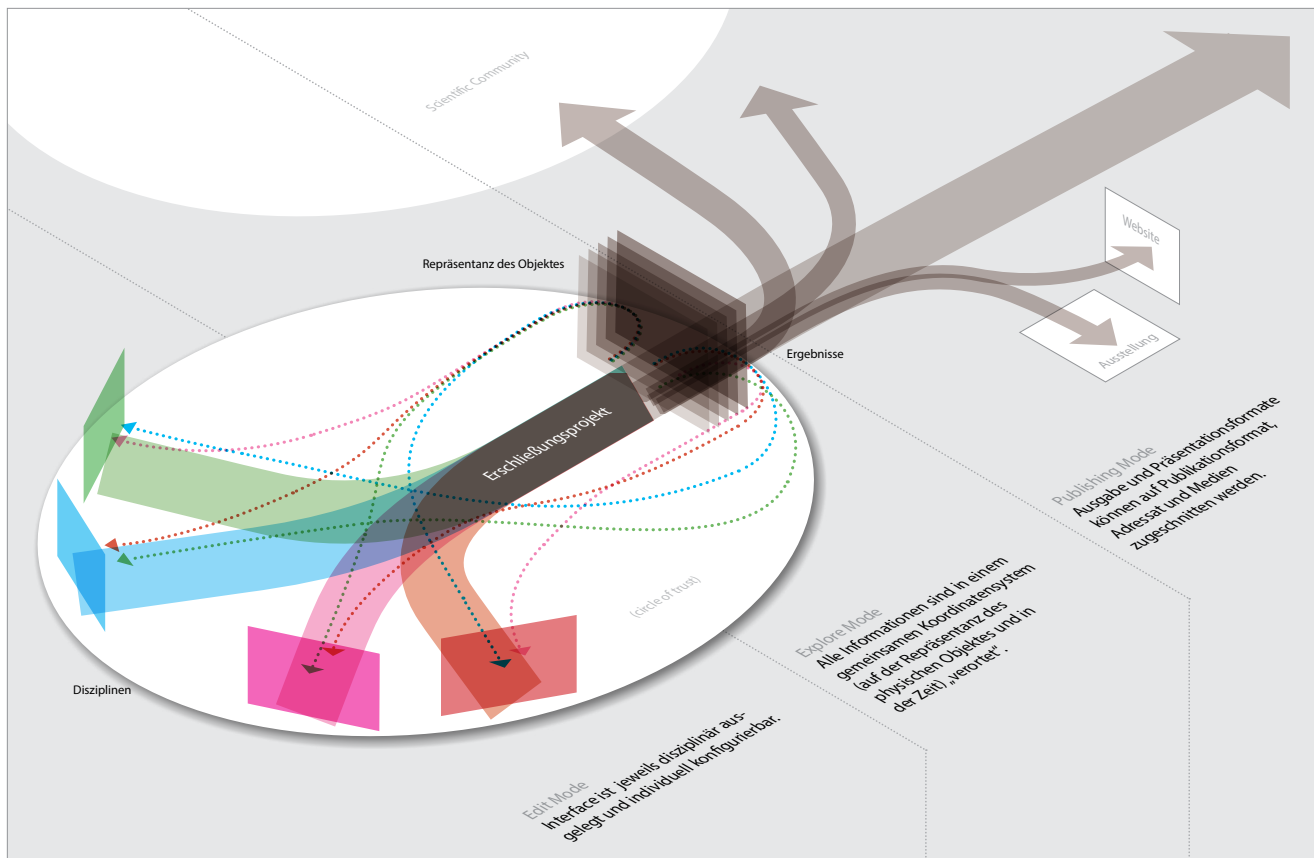 Scientific Community
Repräsentanz des Objektes
Website
Ausstellung
Ergebnisse
Erschließungsprojekt
(circle of trust)
Disziplinen
Edit Mode
Interface ist jeweils disziplinär aus-
gelegt und individuell konfigurierbar.
Explore Mode
Alle Informationen sind in einem
gemeinsamen Koordinatensystem
(auf der Repräsentanz des
physischen Objektes und in
der Zeit) „verortet“ .
Publishing Mode
Ausgabe und Präsentationsformate
können auf Publikationsformat,
Adressat und Medien
zugeschnitten werden.